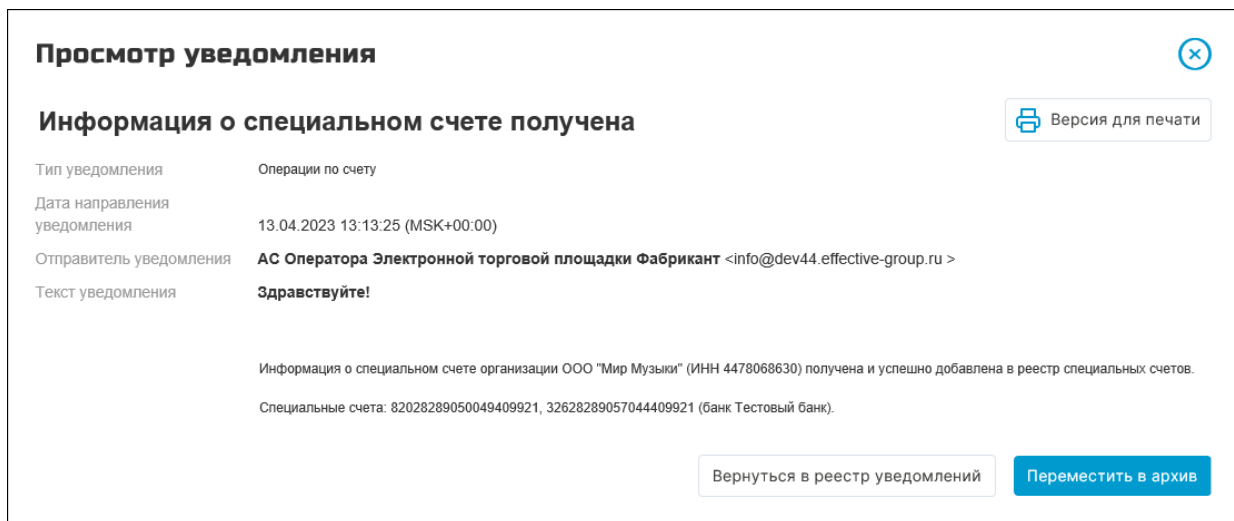 Просмотр уведомления
Информация о специальном счете получена
Версия для печати
Тип уведомления
Операции по счету
Дата направления
уведомления
13.04.2023 13:13:25 (MSK+00:00)
Отправитель уведомления
АС Оператора Электронной торговой площадки Фабрикант <info@dev44.effective-group.ru >
Текст уведомления
Здравствуйте!
Информация о специальном счете организации ООО "Мир Музыки" (ИНН 4478068630) получена и успешно добавлена в реестр специальных счетов.
Специальные счета: 82028289050049409921, 32628289057044409921 (банк Тестовый банк).
Вернуться в реестр уведомлений
Переместить в архив